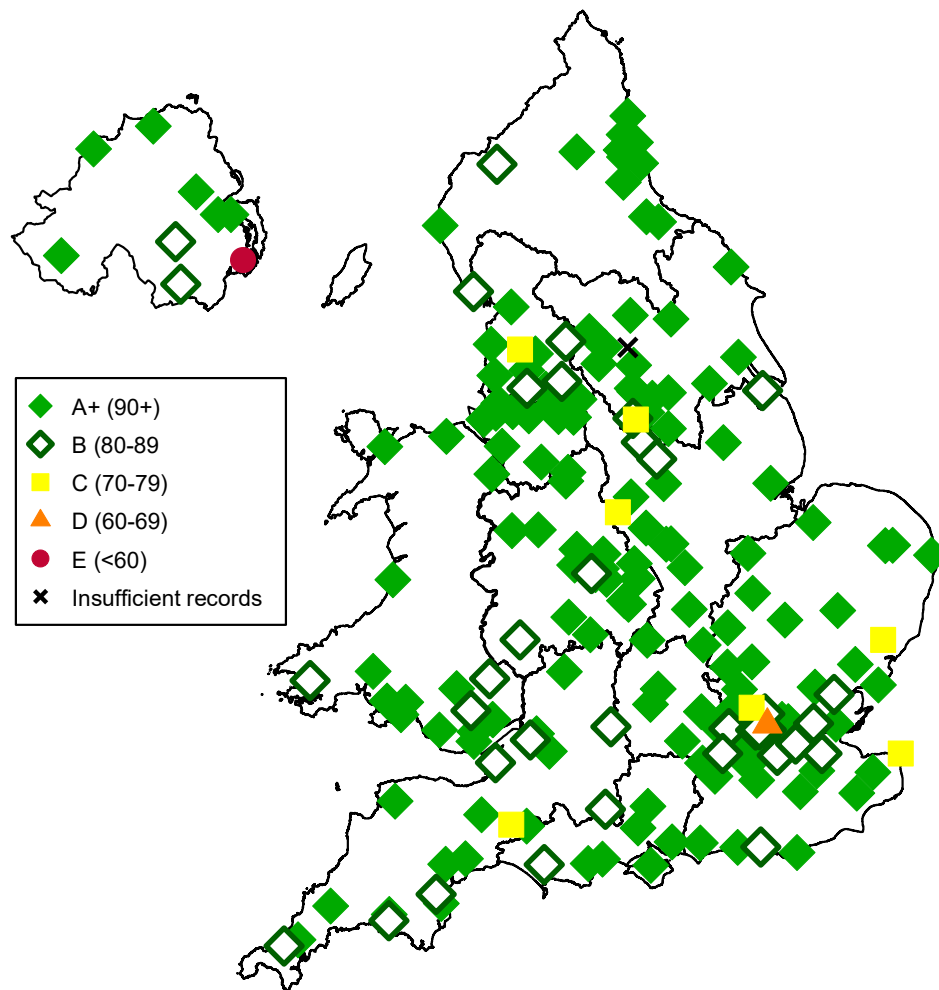 A+ (90+)
B (80-89
C (70-79)
D (60-69)
E (<60)
Insufficient records